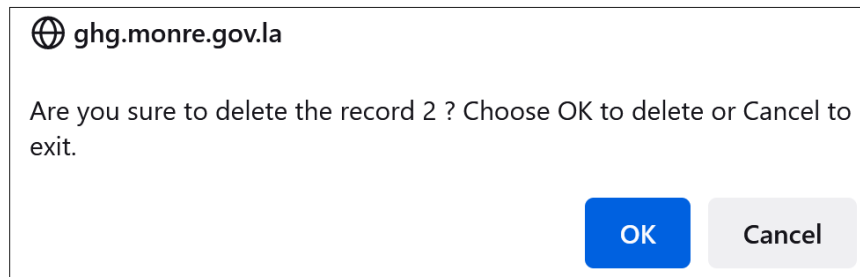 ghg.monre.gov.la
Are you sure to delete the record 2 ? Choose OK to delete or Cancel to
exit.
OK Cancel